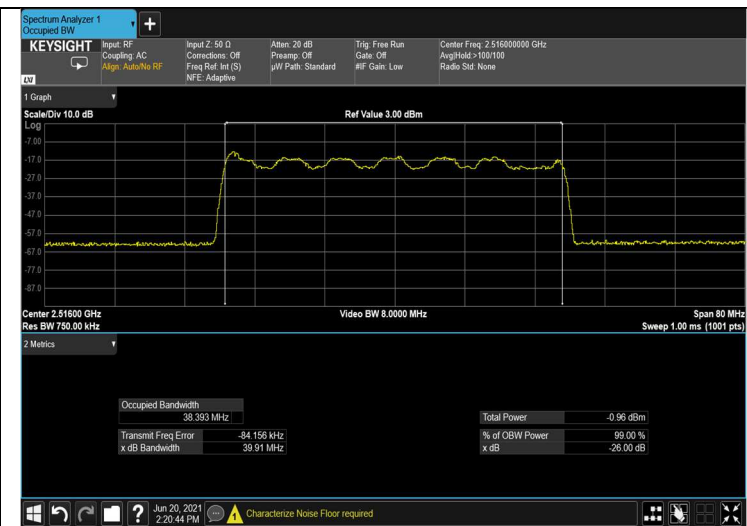 Spectrum Analyzer 1
Occupied BW
KEYSIGHT
LXI
Input: RF
Coupling: AC
Align: Auto/No RF
Input Z: 50 Ω
Corrections: Off
Freq Ref: Int (S)
NFE: Adaptive
Atten: 20 dB
Preamp: Off
µW Path: Standard
Trig: Free Run
Gate: Off
#IF Gain: Low
Center Freq: 2.516000000 GHz
Avg|Hold:>100/100
Radio Std: None
1 Graph
Scale/Div 10.0 dB
Ref Value 3.00 dBm
Log
-7.00
-17.0
-27.0
-37.0
-47.0
-57.0
-67.0
-77.0
-87.0
Center 2.51600 GHz
Video BW 8.0000 MHz
Span 80 MHz
Res BW 750.00 kHz
Sweep 1.00 ms (1001 pts)
2 Metrics
Occupied Bandwidth
38.393 MHz
Total Power -0.96 dBm
Transmit Freq Error -84.156 kHz
% of OBW Power 99.00 %
x dB Bandwidth 39.91 MHz
x dB -26.00 dB
?
Jun 20, 2021
2:20:44 PM
1
Characterize Noise Floor required